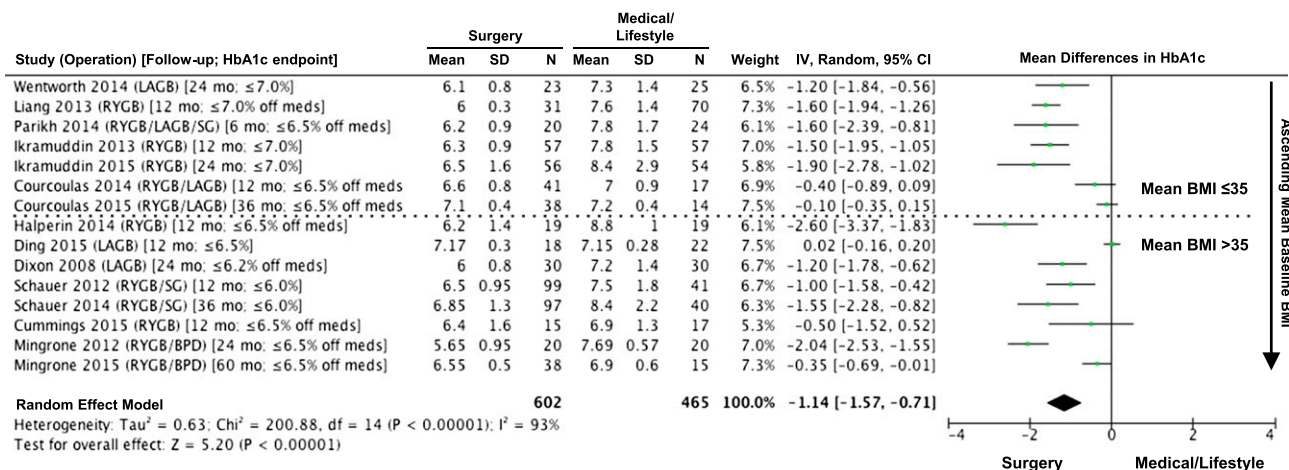 Surgery Medical/ Lifestyle
Study (Operation) [Follow-up; HbA1c endpoint] Mean SD N Mean SD N Weight IV, Random, 95% CI Mean Differences in HbA1c
Wentworth 2014 (LAGB) [24 mo; ≤7.0%] 6.1 0.8 23 7.3 1.4 25 6.5% -1.20 [-1.84, -0.56]
Liang 2013 (RYGB) [12 mo; ≤7.0% off meds] 6 0.3 31 7.6 1.4 70 7.3% -1.60 [-1.94, -1.26]
Parikh 2014 (RYGB/LAGB/SG) [6 mo; ≤6.5% off meds] 6.2 0.9 20 7.8 1.7 24 6.1% -1.60 [-2.39, -0.81]
Ikramuddin 2013 (RYGB) [12 mo; ≤7.0%] 6.3 0.9 57 7.8 1.5 57 7.0% -1.50 [-1.95, -1.05]
Ikramuddin 2015 (RYGB) [24 mo; ≤7.0%] 6.5 1.6 56 8.4 2.9 54 5.8% -1.90 [-2.78, -1.02]
Courcoulas 2014 (RYGB/LAGB) [12 mo; ≤6.5% off meds 6.6 0.8 41 7 0.9 17 6.9% -0.40 [-0.89, 0.09]
Mean BMI ≤35
Courcoulas 2015 (RYGB/LAGB) [36 mo; ≤6.5% off meds 7.1 0.4 38 7.2 0.4 14 7.5% -0.10 [-0.35, 0.15]
Halperin 2014 (RYGB) [12 mo; ≤6.5% off meds] 6.2 1.4 19 8.8 1 19 6.1% -2.60 [-3.37, -1.83]
Ding 2015 (LAGB) [12 mo; ≤6.5%] 7.17 0.3 18 7.15 0.28 22 7.5% 0.02 [-0.16, 0.20] Mean BMI >35
Dixon 2008 (LAGB) [24 mo; ≤6.2% off meds] 6 0.8 30 7.2 1.4 30 6.7% -1.20 [-1.78, -0.62]
Schauer 2012 (RYGB/SG) [12 mo; ≤6.0%] 6.5 0.95 99 7.5 1.8 41 6.7% -1.00 [-1.58, -0.42]
Schauer 2014 (RYGB/SG) [36 mo; ≤6.0%] 6.85 1.3 97 8.4 2.2 40 6.3% -1.55 [-2.28, -0.82]
Cummings 2015 (RYGB) [12 mo; ≤6.5% off meds] 6.4 1.6 15 6.9 1.3 17 5.3% -0.50 [-1.52, 0.52]
Mingrone 2012 (RYGB/BPD) [24 mo; ≤6.5% off meds] 5.65 0.95 20 7.69 0.57 20 7.0% -2.04 [-2.53, -1.55]
Mingrone 2015 (RYGB/BPD) [60 mo; ≤6.5% off meds] 6.55 0.5 38 6.9 0.6 15 7.3% -0.35 [-0.69, -0.01]
Ascending Mean Baseline BMI
Random Effect Model 602 465 100.0% -1.14 [-1.57, -0.71]
Heterogeneity: Tau² = 0.63; Chi² = 200.88, df = 14 (P < 0.00001); I² = 93%
Test for overall effect: Z = 5.20 (P < 0.00001)
-4 -2 0 2 4
Surgery Medical/Lifestyle